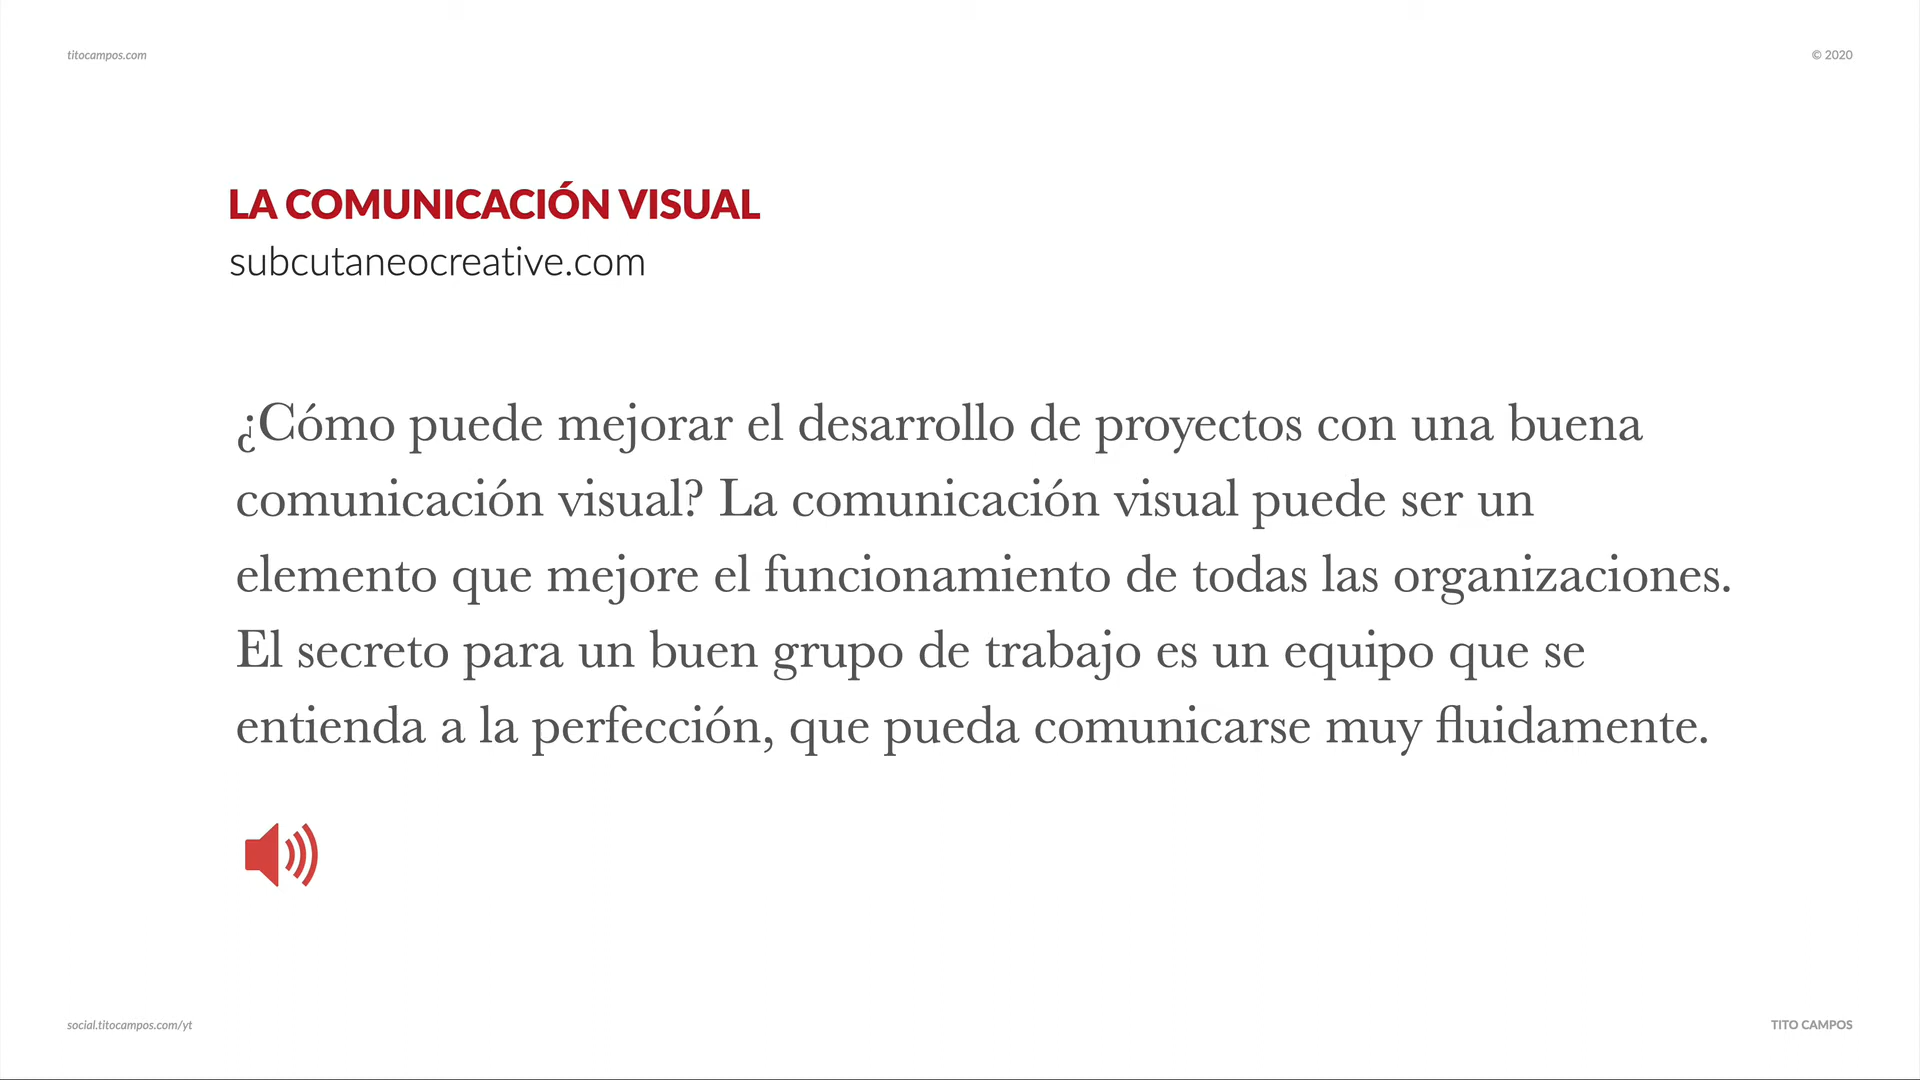 titocampos.com
© 2020
LA COMUNICACIÓN VISUAL
subcutaneocreative.com
¿Cómo puede mejorar el desarrollo de proyectos con una buena
comunicación visual? La comunicación visual puede ser un
elemento que mejore el funcionamiento de todas las organizaciones.
El secreto para un buen grupo de trabajo es un equipo que se
entienda a la perfección, que pueda comunicarse muy fluidamente.
social.titocampos.com/yt
TITO CAMPOS